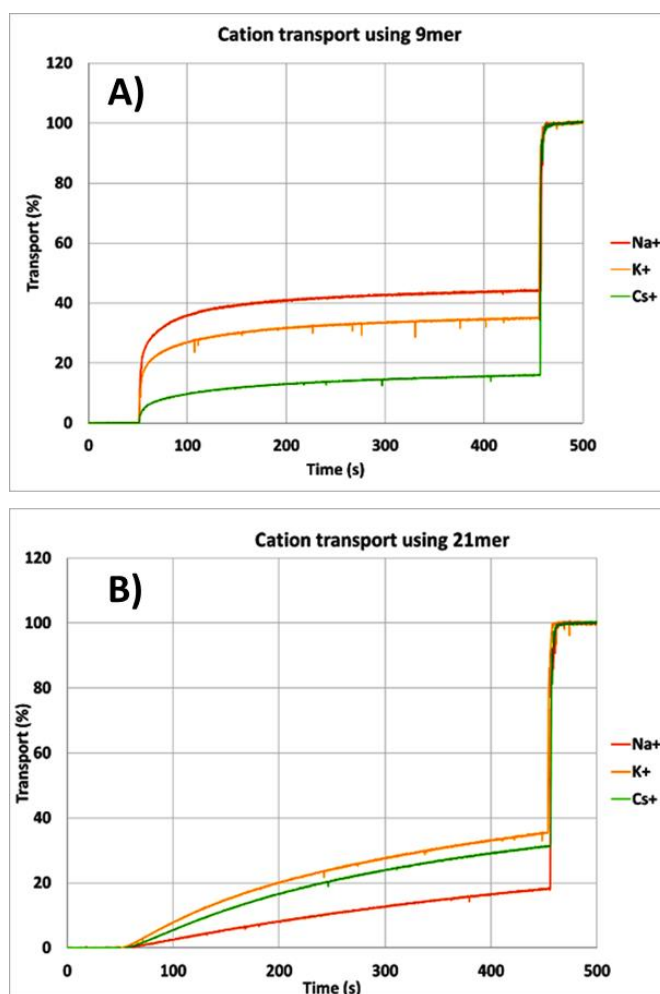 Cation transport using 9mer
A)
120
100
80
60
40
20
0
Transport (%)
0 100 200 300 400 500
Time (s)
Na+
K+
Cs+
Cation transport using 21mer
B)
120
100
80
60
40
20
0
Transport (%)
0 100 200 300 400 500
Time (s)
Na+
K+
Cs+